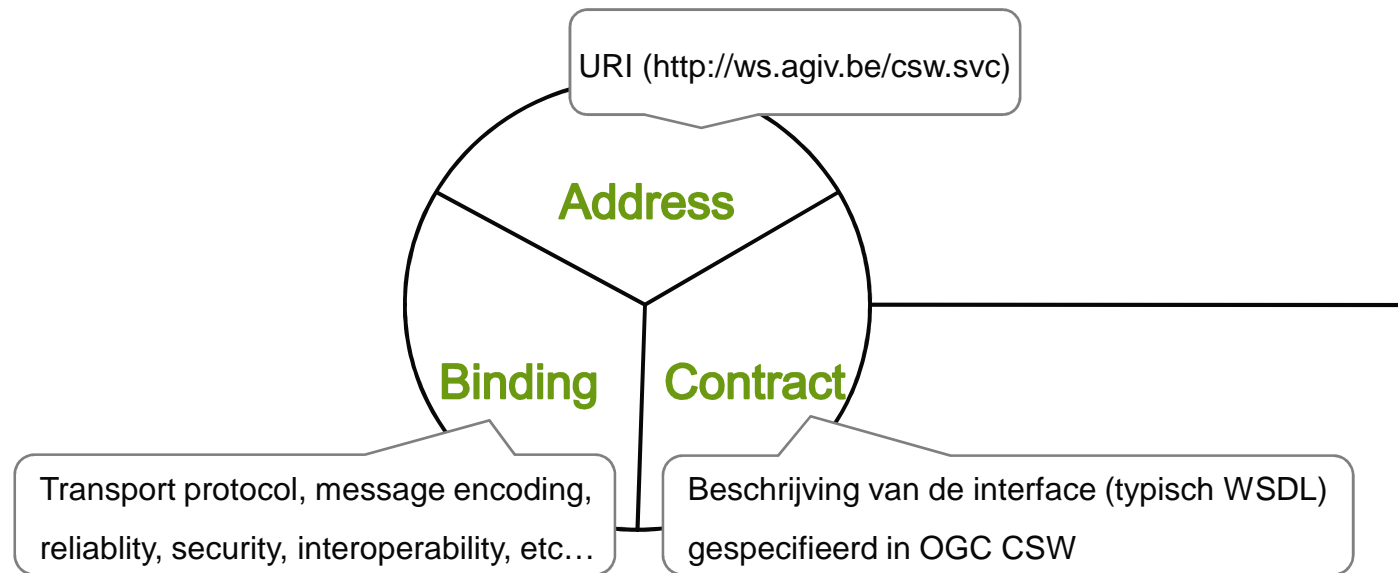 URI (http://ws.agiv.be/csw.svc)
Address
Binding
Contract
Transport protocol, message encoding,
reliablity, security, interoperability, etc…
Beschrijving van de interface (typisch WSDL)
gespecifieerd in OGC CSW